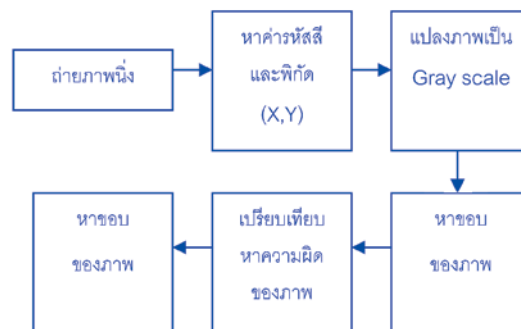 ถ่ายภาพนิ่ง
หาค่ารหัสสี
และพิกัด
(X,Y)
แปลงภาพเป็น
Gray scale
หาขอบ
ของภาพ
เปรียบเทียบ
หาความผิด
ของภาพ
หาขอบ
ของภาพ